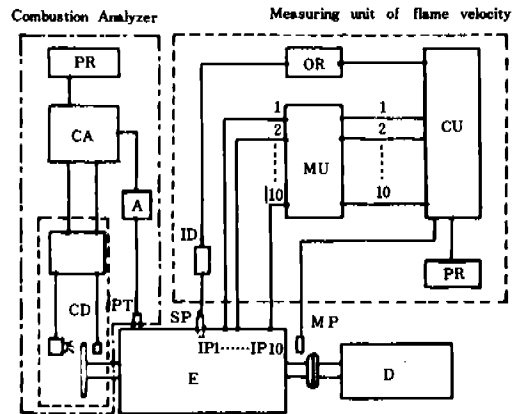 Combustion Analyzer
Measuring unit of flame velocity
PR
OR
CA
1
2
10
MU
1
2
10
CU
A
ID
PR
CD
PT
SP
MP
IP1......IP10
E
D